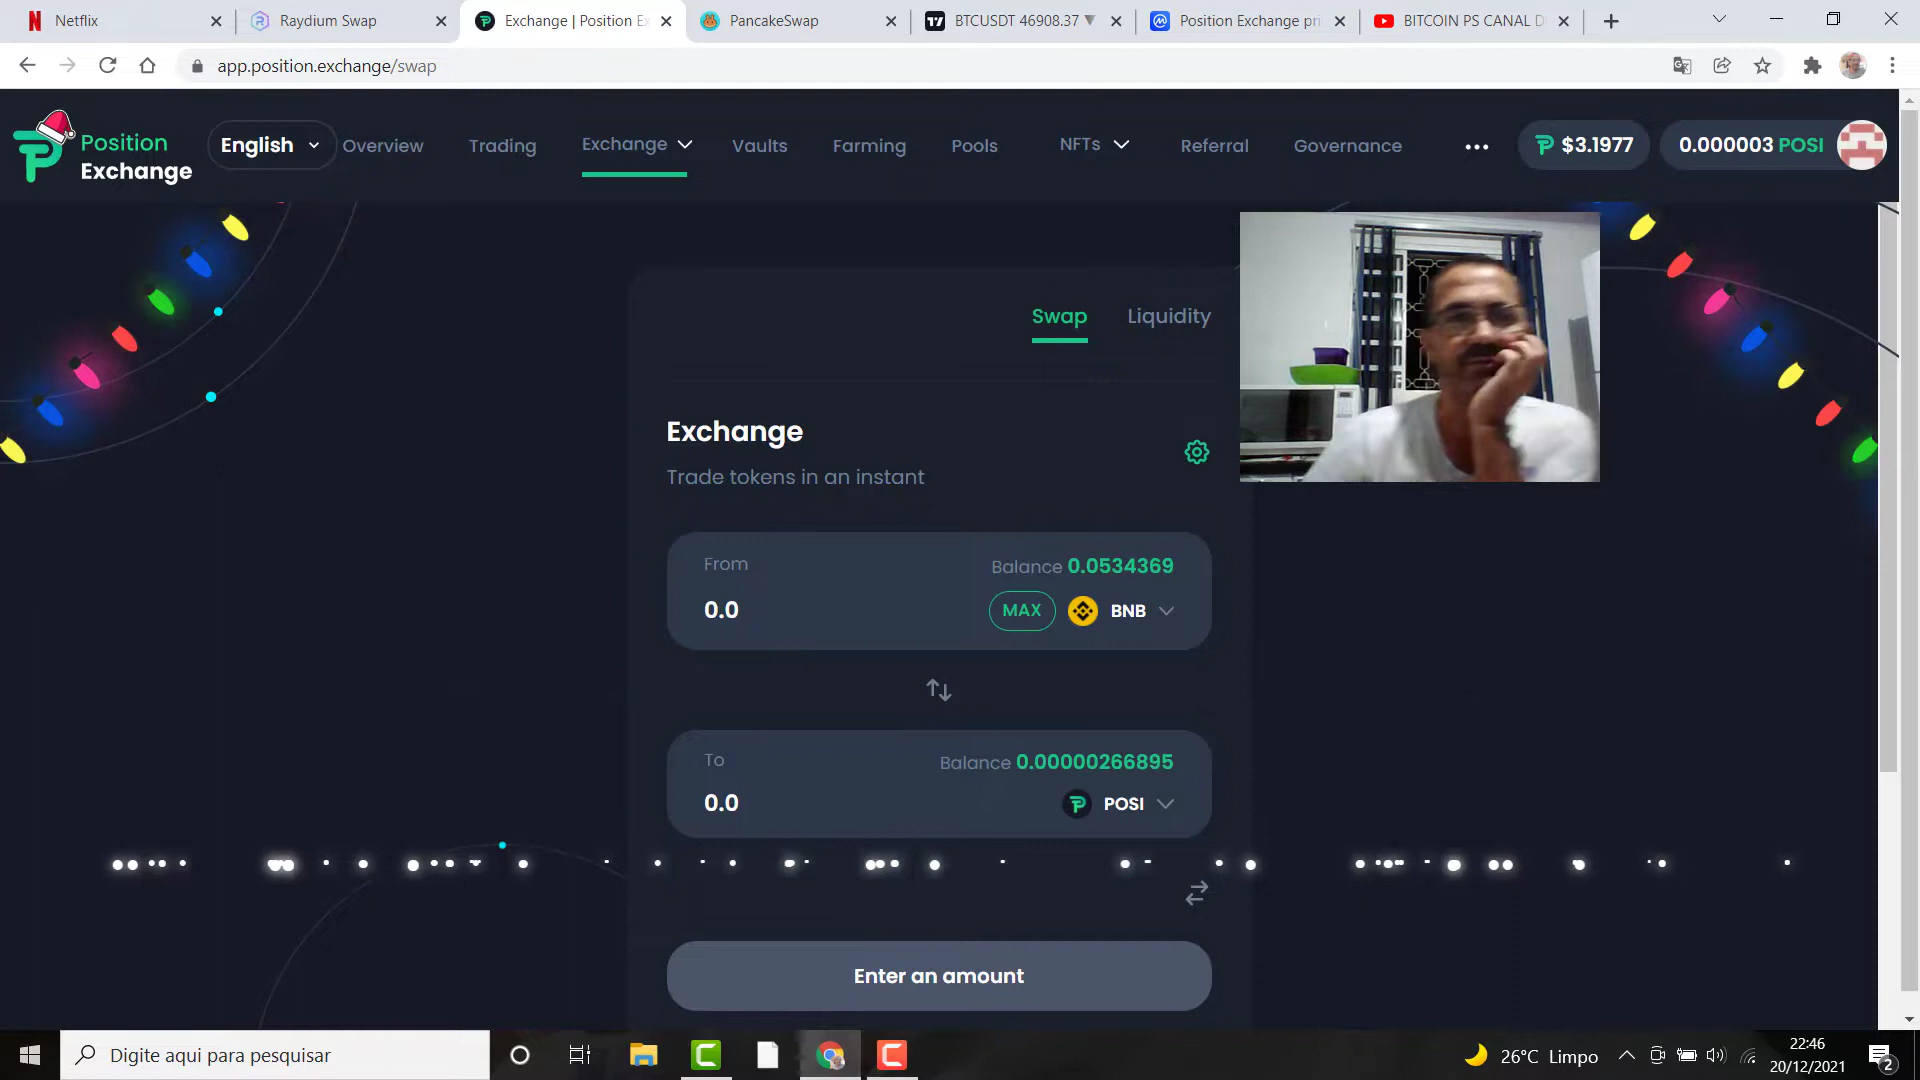 Netflix
Raydium Swap
Exchange | Position Ex
PancakeSwap
BTCUSDT 46908.37 ▼
Position Exchange pri
BITCOIN PS CANAL D
app.position.exchange/swap
Position
Exchange
English
Overview
Trading
Exchange
Vaults
Farming
Pools
NFTs
Referral
Governance
$3.1977
0.000003 POSI
Swap
Liquidity
Exchange
Trade tokens in an instant
From
Balance 0.0534369
0.0
MAX
BNB
To
Balance 0.00000266895
0.0
POSI
Enter an amount
Digite aqui para pesquisar
26°C Limpo
22:46
20/12/2021
2